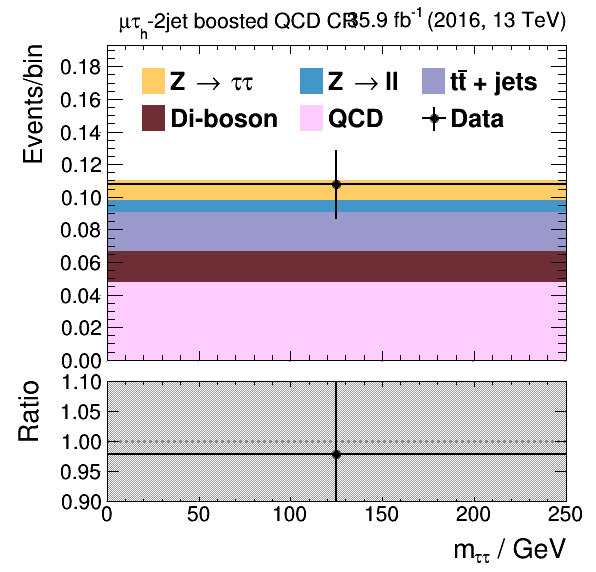 μτh-2jet boosted QCD CR 35.9 fb-1 (2016, 13 TeV)
Events/bin
Z → ττ
Z → ll
tt̄ + jets
Di-boson
QCD
Data
0.18
0.16
0.14
0.12
0.10
0.08
0.06
0.04
0.02
0.00
Ratio
1.10
1.05
1.00
0.95
0.90
0 50 100 150 200 250
mττ / GeV